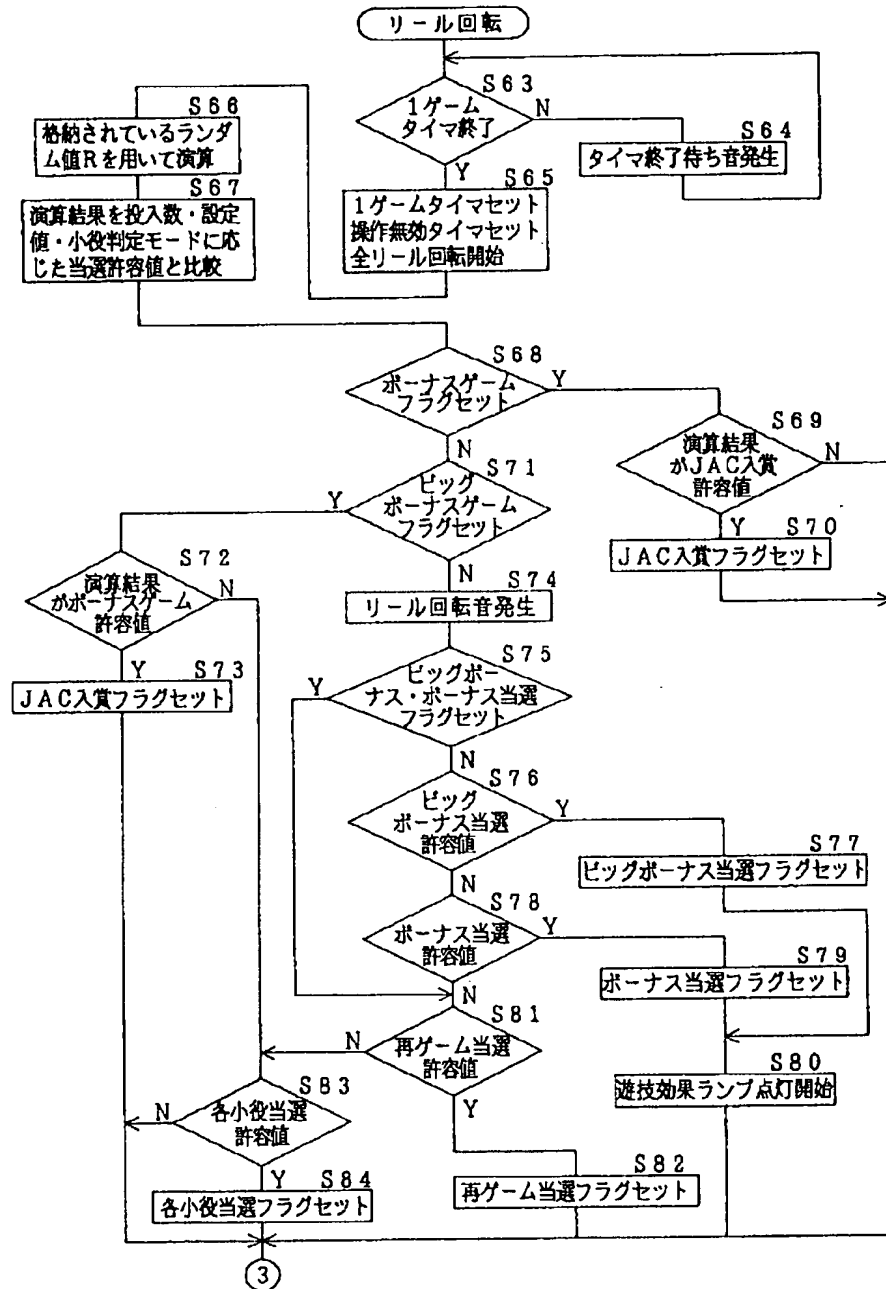 リール回転
S63
1ゲーム
タイマ終了
N
Y
S64
タイマ終了待ち音発生
S65
1ゲームタイマセット
操作無効タイマセット
全リール回転開始
S66
格納されているランダ
ム値Rを用いて演算
S67
演算結果を投入数・設定
値・小役判定モードに応
じた当選許容値と比較
S68
ボーナスゲーム
フラグセット
Y
N
S69
演算結果
がJAC入賞
許容値
N
Y
S70
JAC入賞フラグセット
S71
ビッグ
ボーナスゲーム
フラグセット
Y
N
S72
演算結果
がボーナスゲーム
許容値
N
Y
S73
JAC入賞フラグセット
S74
リール回転音発生
S75
ビッグボー
ナス・ボーナス当選
フラグセット
Y
N
S76
ビッグ
ボーナス当選
許容値
Y
N
S77
ビッグボーナス当選フラグセット
S78
ボーナス当選
許容値
Y
N
S79
ボーナス当選フラグセット
S80
遊技効果ランプ点灯開始
S81
再ゲーム当選
許容値
N
Y
S82
再ゲーム当選フラグセット
S83
各小役当選
許容値
N
Y
S84
各小役当選フラグセット
3